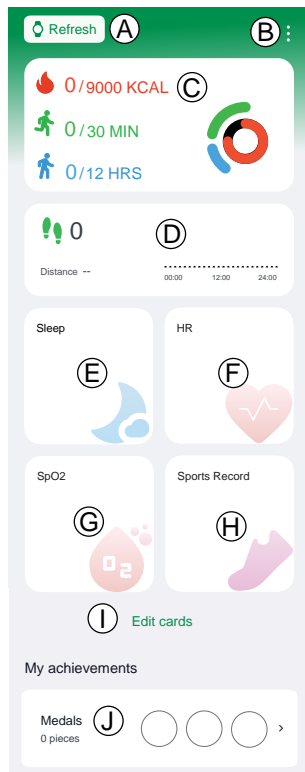 Refresh A B
0/9000 KCAL C
0/30 MIN
0/12 HRS
0 D
Distance --
00:00 12:00 24:00
Sleep
E
HR
F
SpO2
G
O2
Sports Record
H
I Edit cards
My achievements
Medals J
0 pieces